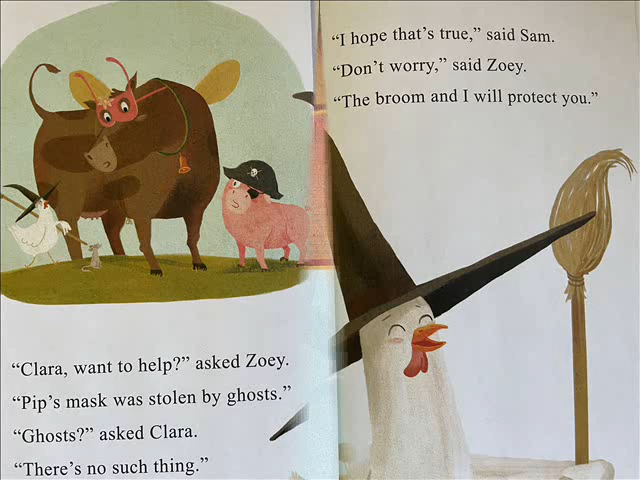 “Clara, want to help?” asked Zoey.
“Pip’s mask was stolen by ghosts.”
“Ghosts?” asked Clara.
“There’s no such thing.”
“I hope that’s true,” said Sam.
“Don’t worry,” said Zoey.
“The broom and I will protect you.”